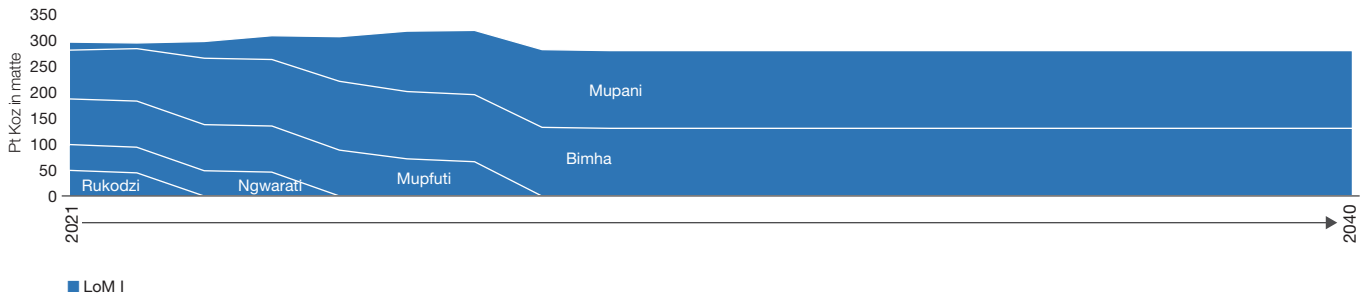 350
300
250
200
150
100
50
0
Pt Koz in matte
Mupani
Bimha
Mupfuti
Ngwarati
Rukodzi
2021
2040
LoM I